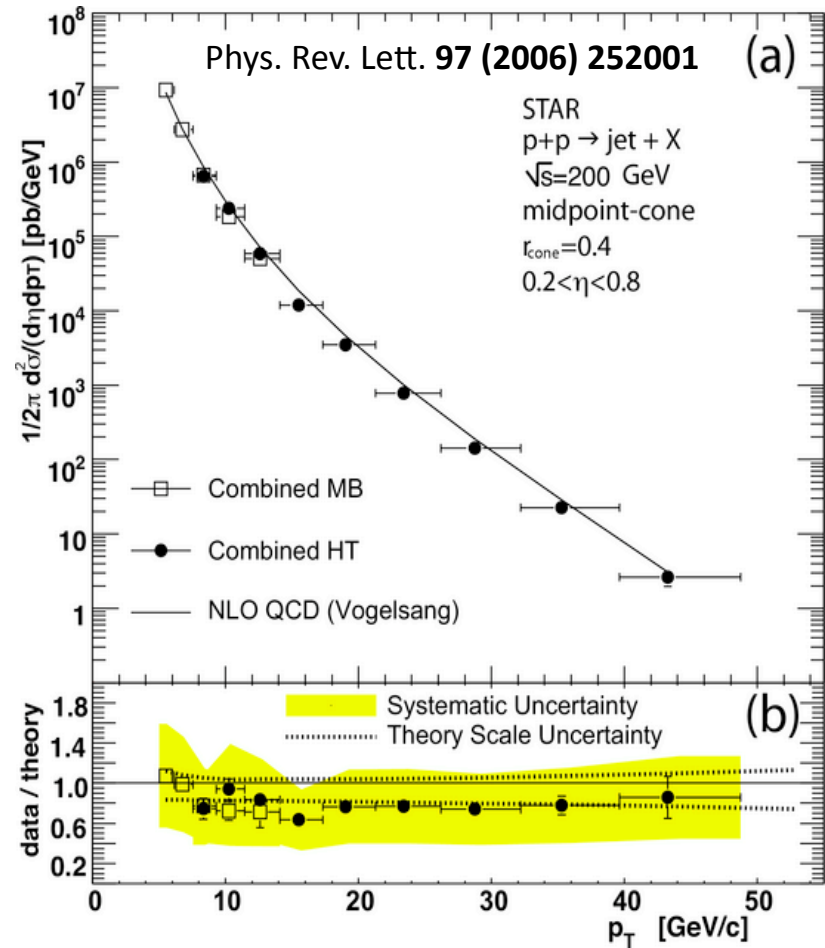 Phys. Rev. Lett. 97 (2006) 252001
(a)
STAR
p+p → jet + X
√s=200 GeV
midpoint-cone
r_cone=0.4
0.2<η<0.8
1/2π d²σ/(dηdp_T) [pb/GeV]
10⁸
10⁷
10⁶
10⁵
10⁴
10³
10²
10
1
Combined MB
Combined HT
NLO QCD (Vogelsang)
(b)
Systematic Uncertainty
Theory Scale Uncertainty
data / theory
1.8
1.4
1.0
0.6
0.2
0 10 20 30 40 50
p_T [GeV/c]